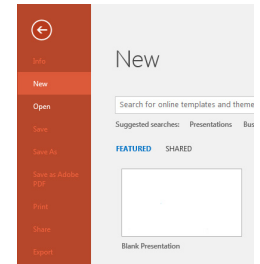 Info
New
Open
Save
Save As
Save as Adobe
PDF
Print
Share
Export
New
Search for online templates and theme
Suggested searches: Presentations Bus
FEATURED SHARED
Blank Presentation